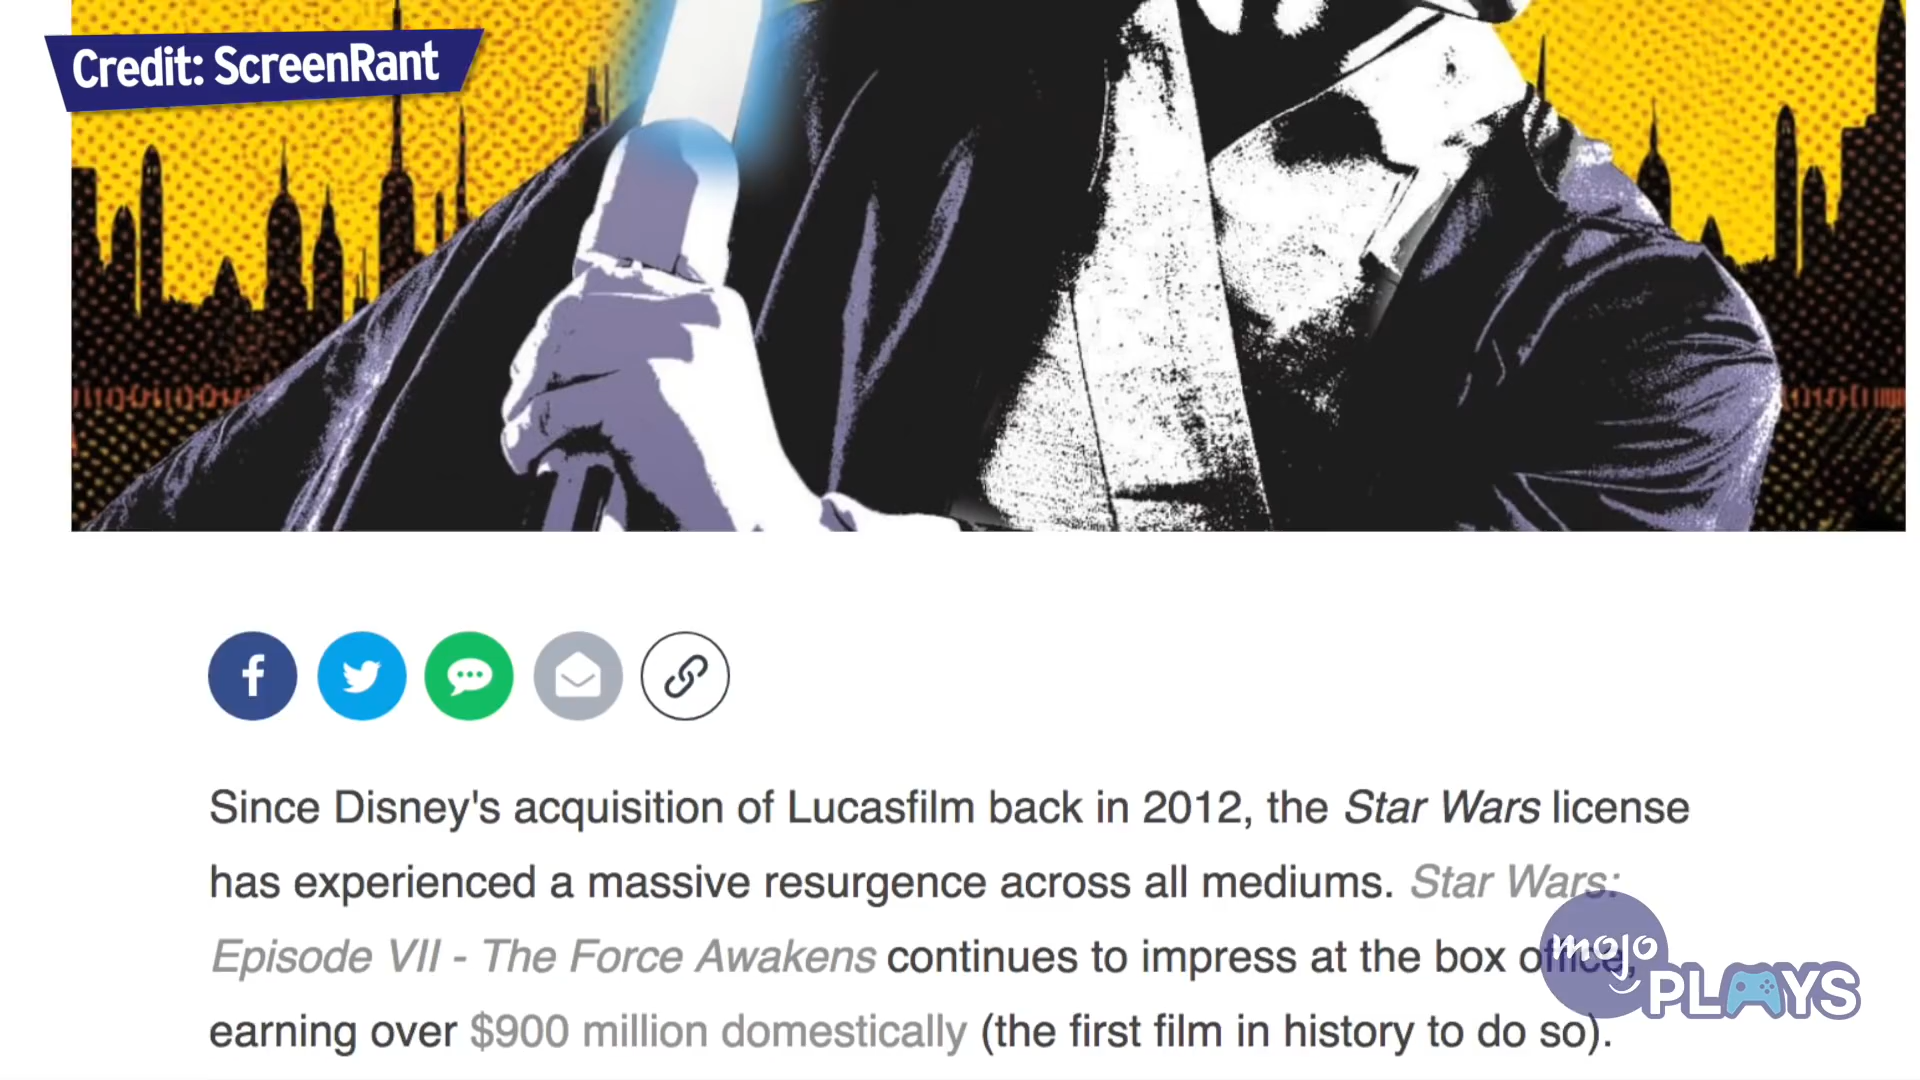 Credit: ScreenRant
Since Disney's acquisition of Lucasfilm back in 2012, the Star Wars license
has experienced a massive resurgence across all mediums. Star Wars:
Episode VII - The Force Awakens continues to impress at the box office,
earning over $900 million domestically (the first film in history to do so).
mojo
PLAYS